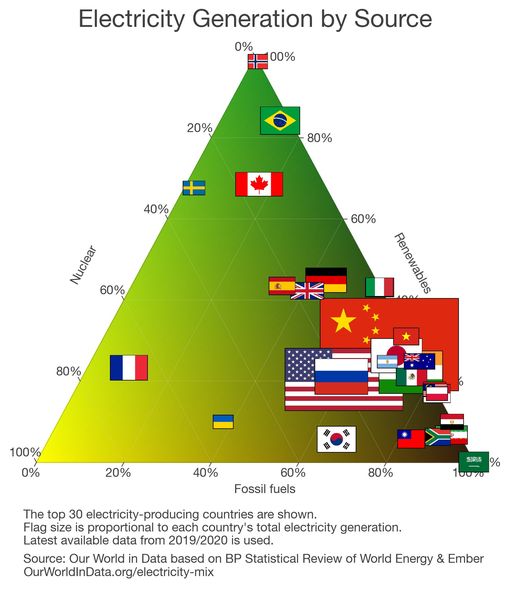 Electricity Generation by Source
0%
100%
20%
80%
40%
60%
Nuclear
Renewables
60%
40%
80%
%
100%
0%
20%
40%
60%
80%
100%
%
Fossil fuels
The top 30 electricity-producing countries are shown.
Flag size is proportional to each country's total electricity generation.
Latest available data from 2019/2020 is used.
Source: Our World in Data based on BP Statistical Review of World Energy & Ember
OurWorldInData.org/electricity-mix